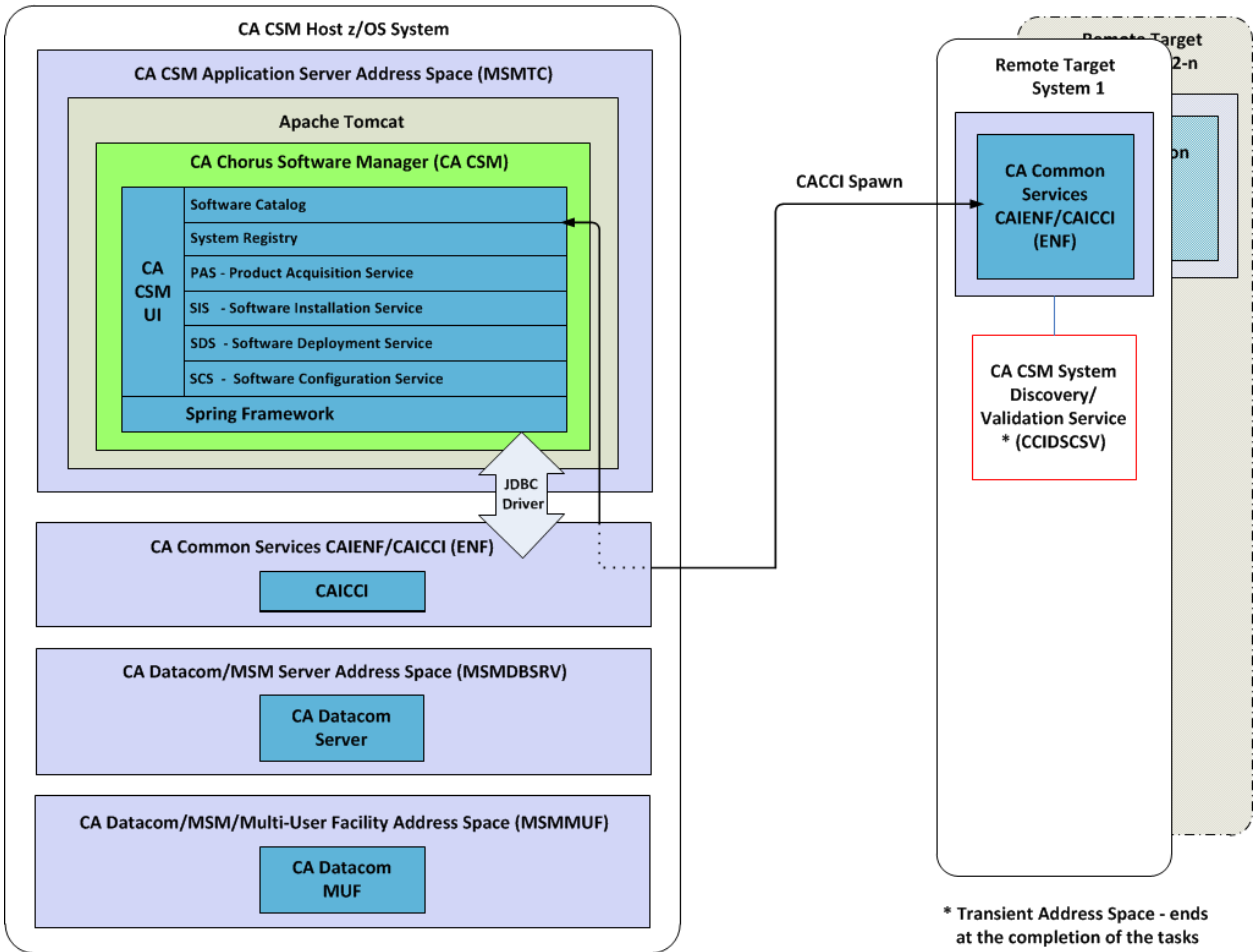 CA CSM Host z/OS System
CA CSM Application Server Address Space (MSMTC)
Apache Tomcat
CA Chorus Software Manager (CA CSM)
CA
CSM
UI
Software Catalog
System Registry
PAS - Product Acquisition Service
SIS - Software Installation Service
SDS - Software Deployment Service
SCS - Software Configuration Service
Spring Framework
JDBC
Driver
CA Common Services CAIENF/CAICCI (ENF)
CAICCI
CA Datacom/MSM Server Address Space (MSMDBSRV)
CA Datacom
Server
CA Datacom/MSM/Multi-User Facility Address Space (MSMMUF)
CA Datacom
MUF
CACCI Spawn
Remote Target
System 1
CA Common
Services
CAIENF/CAICCI
(ENF)
CA CSM System
Discovery/
Validation Service
* (CCIDSCSV)
Remote Target
2-n
on
* Transient Address Space - ends
at the completion of the tasks